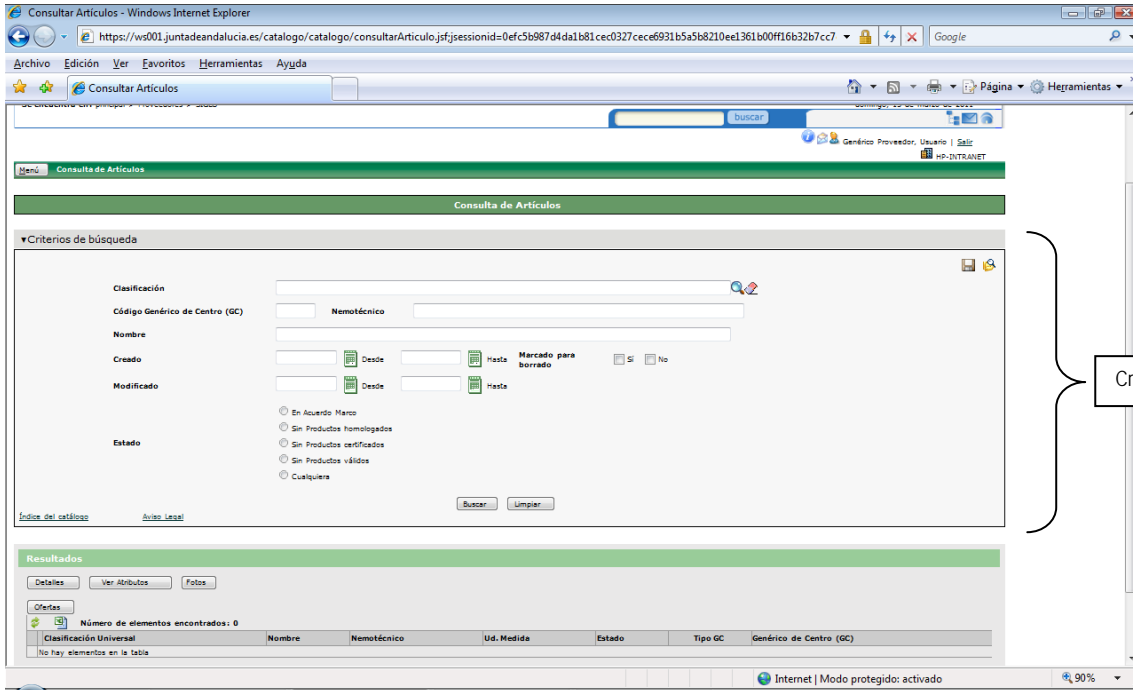 Consultar Artículos - Windows Internet Explorer
https://ws001.juntadeandalucia.es/catalogo/catalogo/consultarArticulo.jsf;jsessionid=0efc5b987d4da1b81cec0327cece6931b5a5b8210ee1361b00ff16b32b7cc7 Google
Archivo Edición Ver Favoritos Herramientas Ayuda
Consultar Artículos Página Herramientas
buscar
Genérico Proveedor, Usuario | Salir
HP-INTRANET
Menú Consulta de Artículos
Consulta de Artículos
▾Criterios de búsqueda
Clasificación
Código Genérico de Centro (GC) Nemotécnico
Nombre
Creado Desde Hasta Marcado para borrado Sí No
Modificado Desde Hasta
En Acuerdo Marco
Sin Productos homologados
Estado Sin Productos certificados
Sin Productos válidos
Cualquiera
Buscar Limpiar
Índice del catálogo Aviso Legal
Cr
Resultados
Detalles Ver Atributos Fotos
Ofertas
Número de elementos encontrados: 0
Clasificación Universal Nombre Nemotécnico Ud. Medida Estado Tipo GC Genérico de Centro (GC)
No hay elementos en la tabla
Internet | Modo protegido: activado 90%